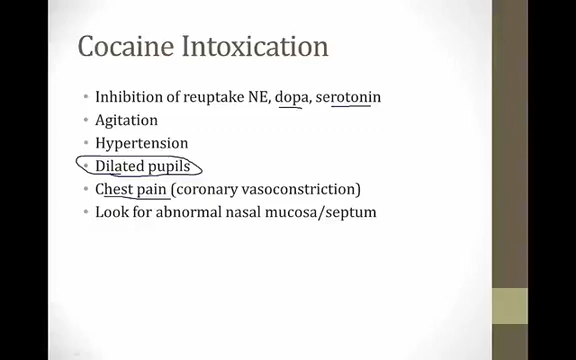 Cocaine Intoxication
• Inhibition of reuptake NE, dopa, serotonin
• Agitation
• Hypertension
• Dilated pupils
• Chest pain (coronary vasoconstriction)
• Look for abnormal nasal mucosa/septum